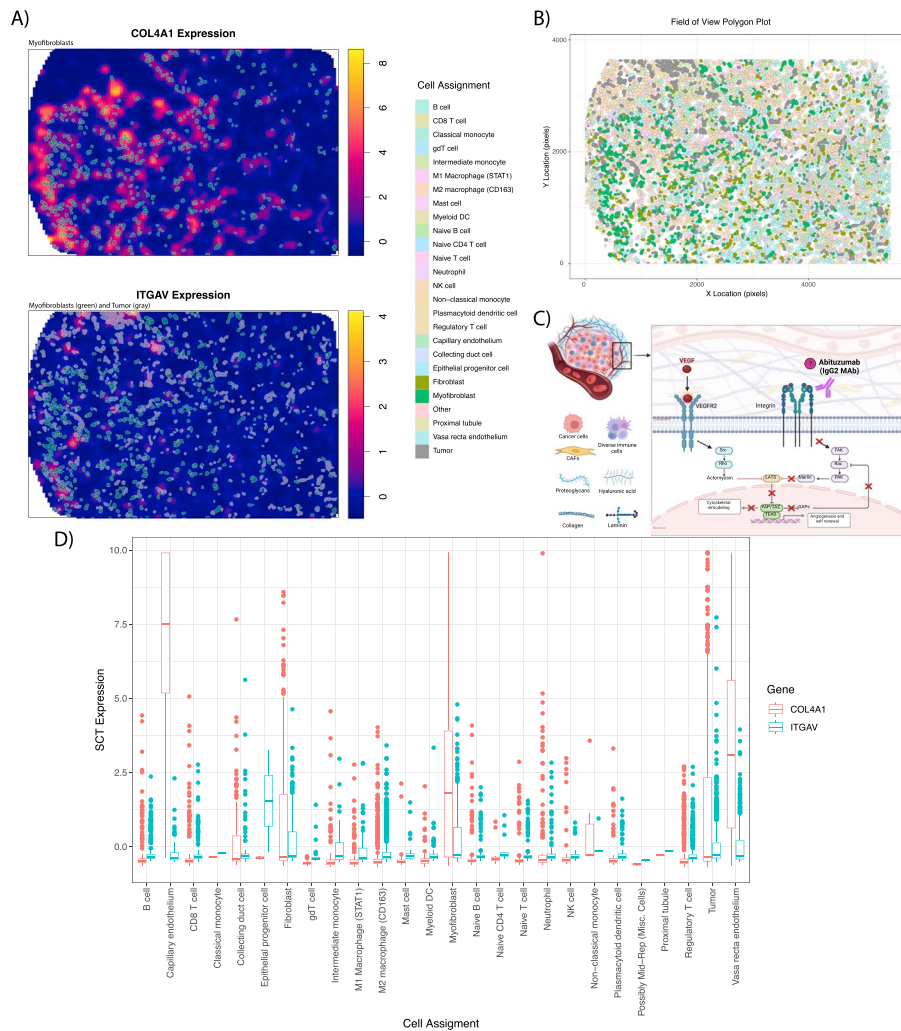 A)
COL4A1 Expression
Myofibroblasts
8
6
4
2
0
ITGAV Expression
Myofibroblasts (green) and Tumor (gray)
4
3
2
1
0
Cell Assignment
B cell
CD8 T cell
Classical monocyte
gdT cell
Intermediate monocyte
M1 Macrophage (STAT1)
M2 macrophage (CD163)
Mast cell
Myeloid DC
Naive B cell
Naive CD4 T cell
Naive T cell
Neutrophil
NK cell
Non−classical monocyte
Plasmacytoid dendritic cell
Regulatory T cell
Capillary endothelium
Collecting duct cell
Epithelial progenitor cell
Fibroblast
Myofibroblast
Other
Proximal tubule
Vasa recta endothelium
Tumor
B)
Field of View Polygon Plot
4000
2000
0
Y Location (pixels)
0
2000
4000
X Location (pixels)
C)
Cancer cells
Diverse immune
cells
CAFs
Proteoglycans
Hyaluronic acid
Collagen
Laminin
VEGF
VEGFR2
Integrin
?
Abituzumab
(IgG2 MAb)
Src
Rho
Actomyosin
LATS
Merlin
FAK
Rax
PAK
Cytoskeletal
remodeling
YAP/TAZ
TEAD
GAPs
Angiogenesis and
self renewal
D)
10.0
7.5
5.0
2.5
0.0
SCT Expression
B cell
Capillary endothelium
CD8 T cell
Classical monocyte
Collecting duct cell
Epithelial progenitor cell
Fibroblast
gdT cell
Intermediate monocyte
M1 Macrophage (STAT1)
M2 macrophage (CD163)
Mast cell
Myeloid DC
Myofibroblast
Naive B cell
Naive CD4 T cell
Naive T cell
Neutrophil
NK cell
Non−classical monocyte
Plasmacytoid dendritic cell
Possibly Mid−Rep (Misc. Cells)
Proximal tubule
Regulatory T cell
Tumor
Vasa recta endothelium
Cell Assigment
Gene
COL4A1
ITGAV